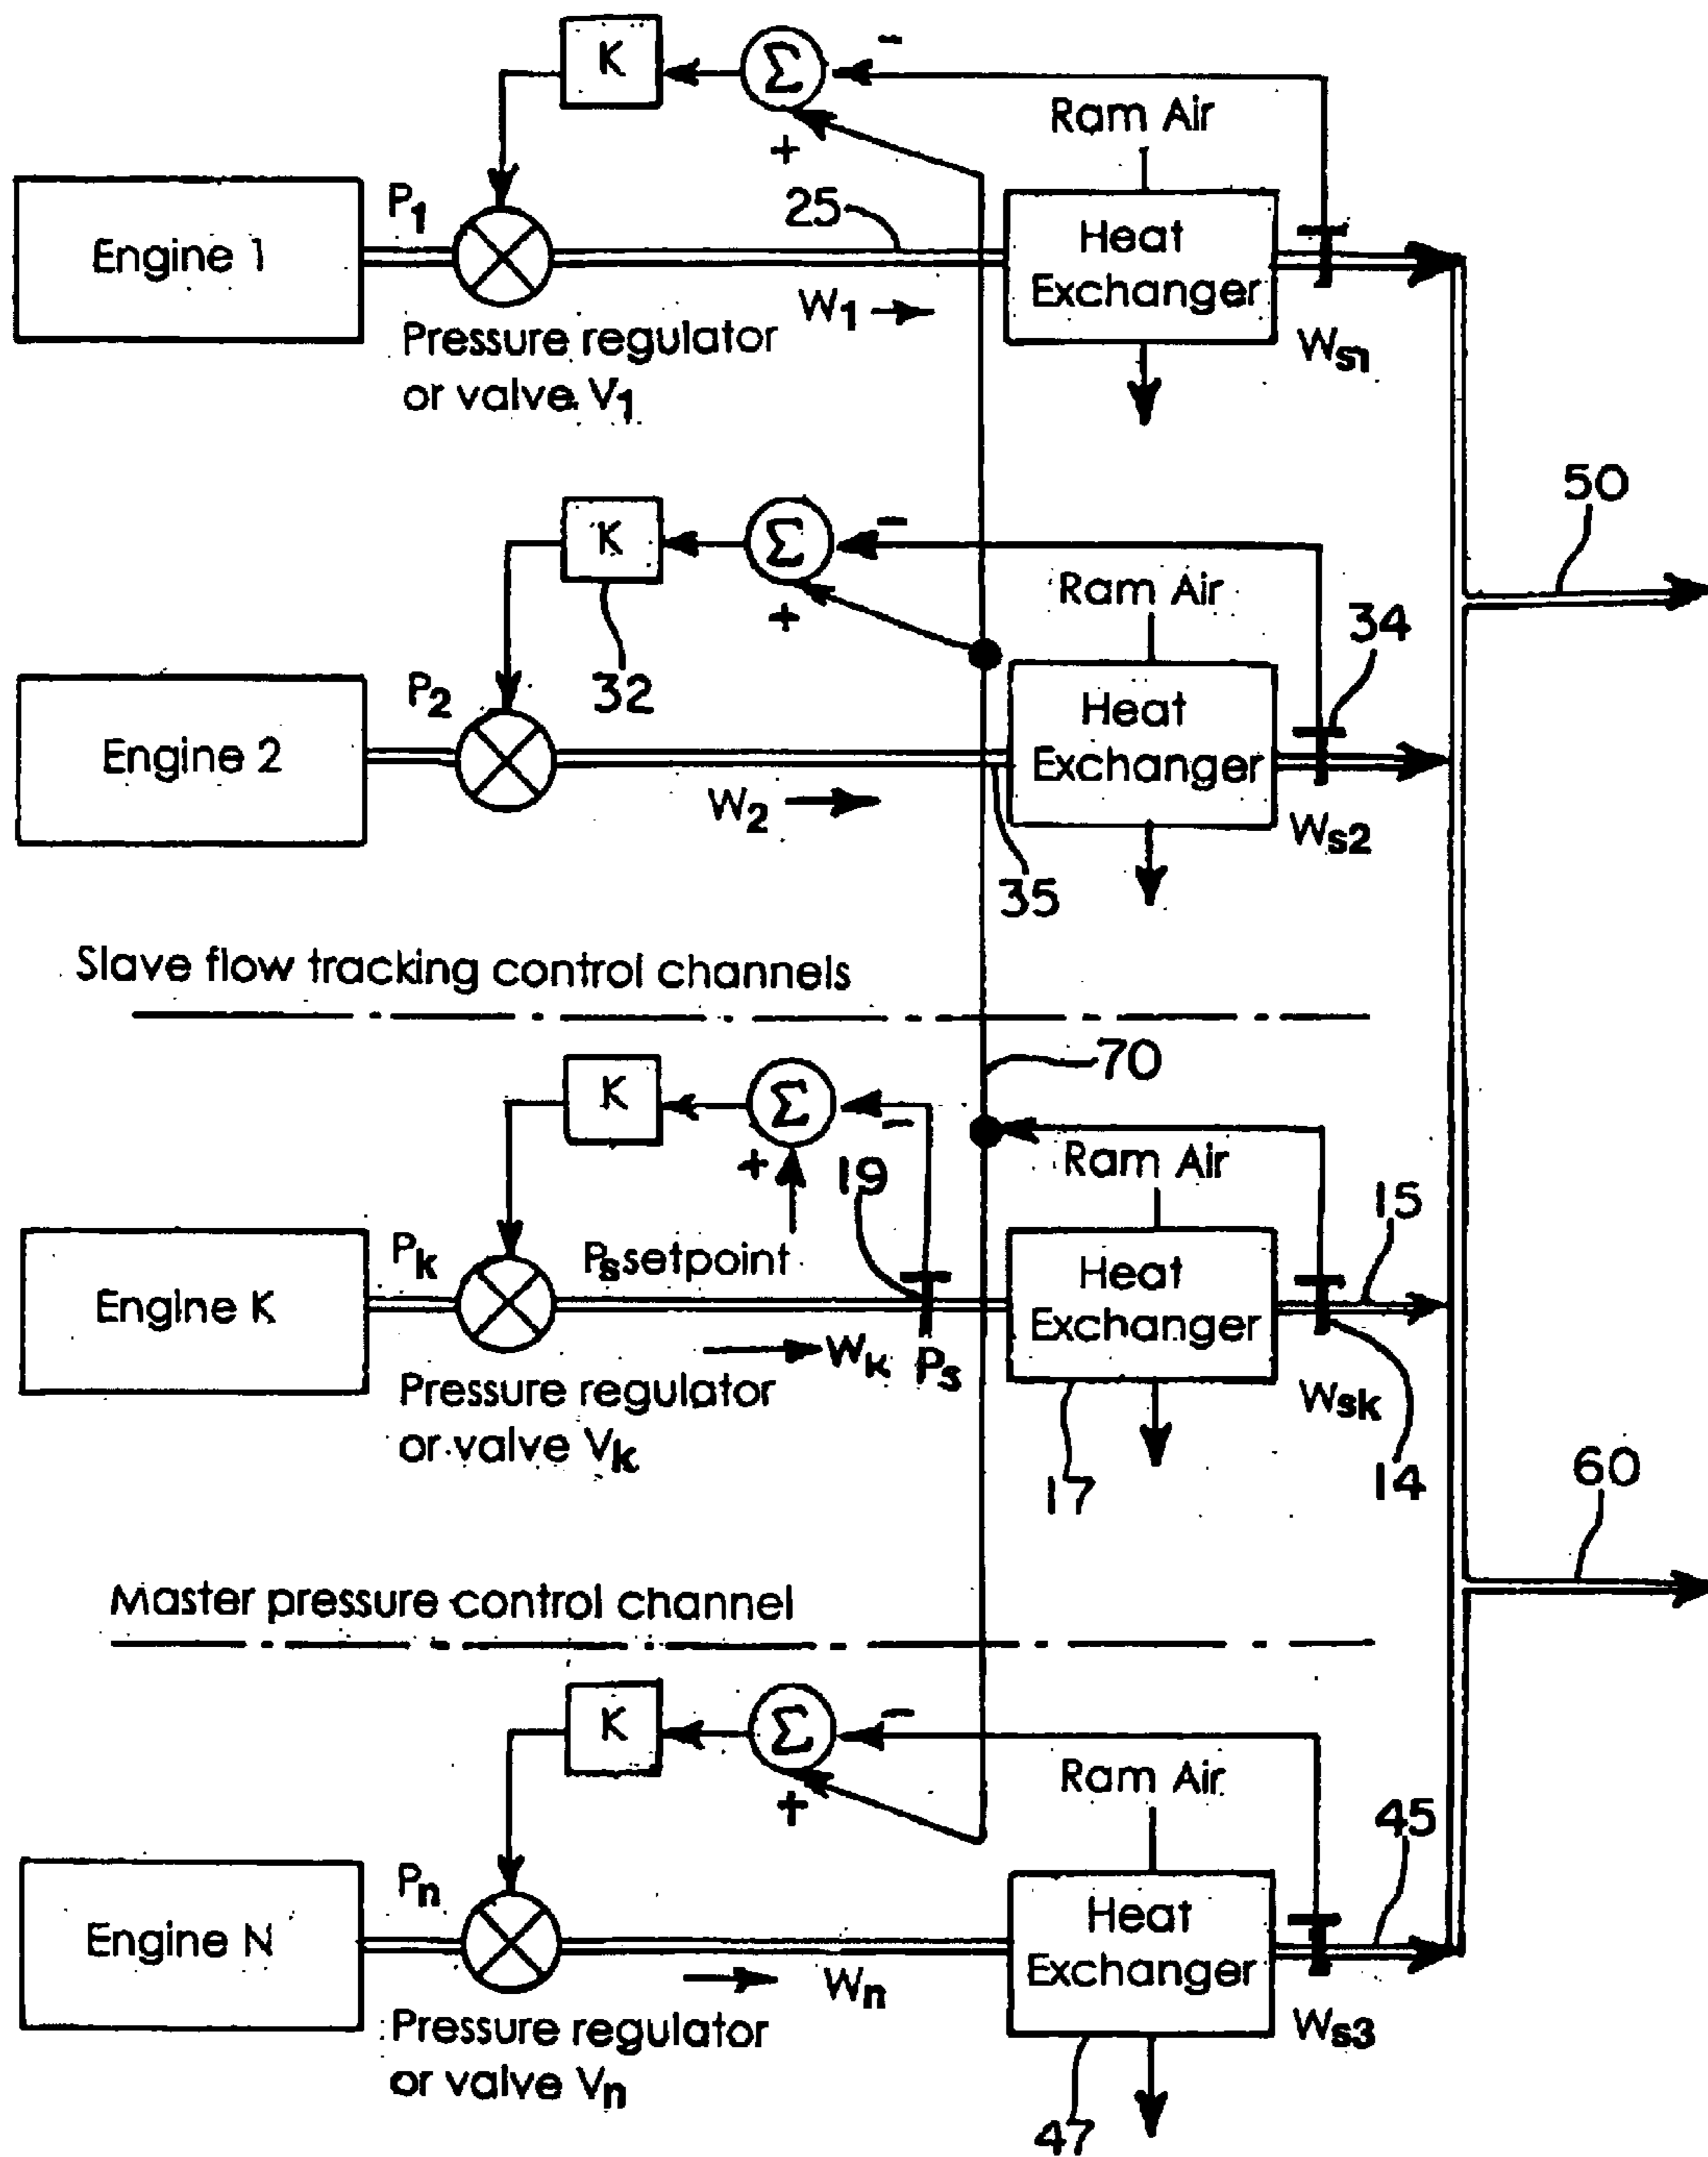 K
Σ
-
Ram Air
+
P1
25
Engine 1
Heat
Exchanger
W1
Ws1
Pressure regulator
or valve V1
50
K
Σ
-
Ram Air
+
34
32
P2
Heat
Exchanger
Engine 2
W2
Ws2
35
Slave flow tracking control channels
70
K
Σ
-
+
19
Ram Air
15
Pk
Ps setpoint
Heat
Exchanger
Engine K
Wk
Ps
Wsk
Pressure regulator
or valve Vk
17
14
60
Master pressure control channel
K
Σ
-
Ram Air
+
45
Pn
Heat
Exchanger
Engine N
Wn
Ws3
Pressure regulator
or valve Vn
47